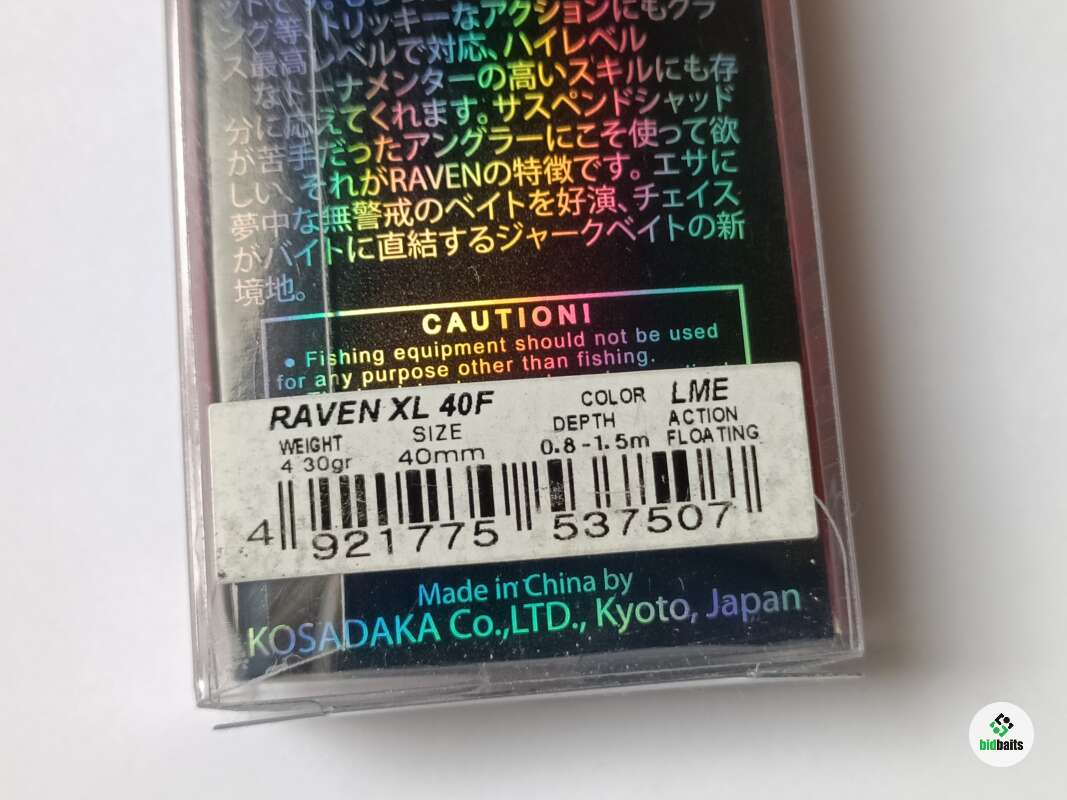 ング等、トリッキーなアクションにもクラ
ス最高レベルで対応、ハイレベル
なトーナメンターの高いスキルにも存
分に応えてくれます。サスペンドシャッド
が苦手だったアングラーにこそ使って欲
しい、それがRAVENの特徴です。エサに
夢中な無警戒のベイトを好演、チェイス
がバイトに直結するジャークベイトの新
境地。
CAUTION!
● Fishing equipment should not be used
for any purpose other than fishing.
RAVEN XL 40F COLOR LME
WEIGHT SIZE DEPTH ACTION
4 30gr 40mm 0.8-1.5m FLOATING
4 921775 537507
Made in China by
KOSADAKA Co.,LTD., Kyoto, Japan
bidbaits